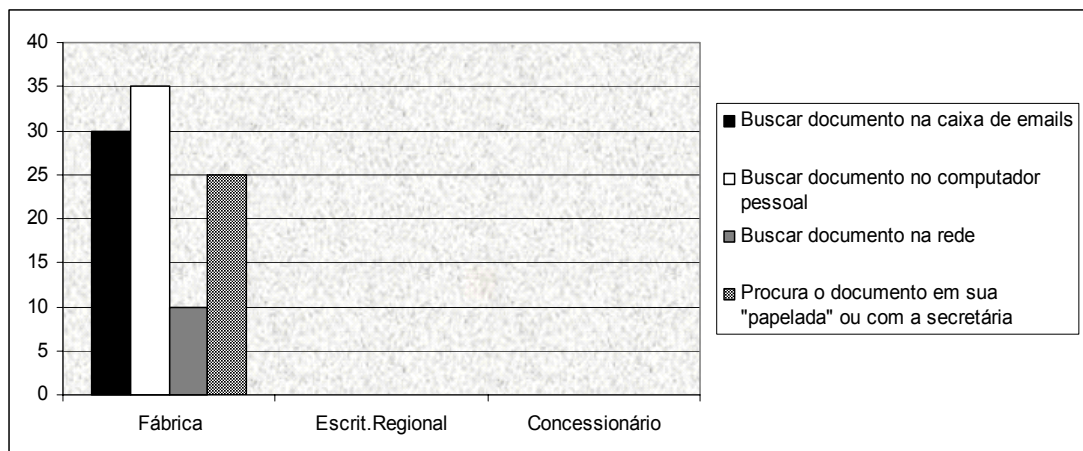 40
35
30
25
20
15
10
5
0
Fábrica
Escrit.Regional
Concessionário
Buscar documento na caixa de emails
Buscar documento no computador
pessoal
Buscar documento na rede
Procura o documento em sua
"papelada" ou com a secretária